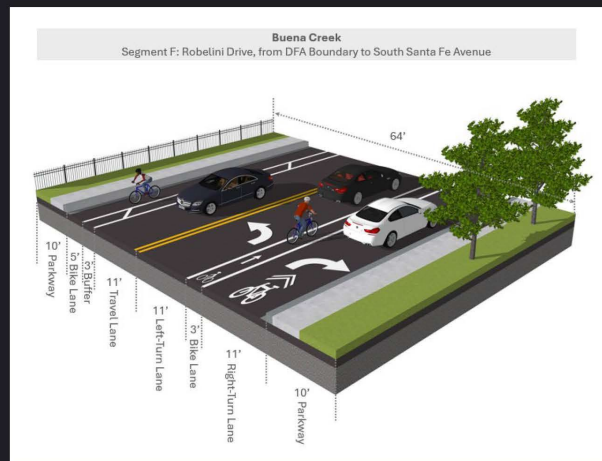 Buena Creek
Segment F: Robelini Drive, from DFA Boundary to South Santa Fe Avenue
64'
10' Parkway
5' Bike Lane
3' Buffer
11' Travel Lane
11' Left-Turn Lane
3' Bike Lane
11' Right-Turn Lane
10' Parkway